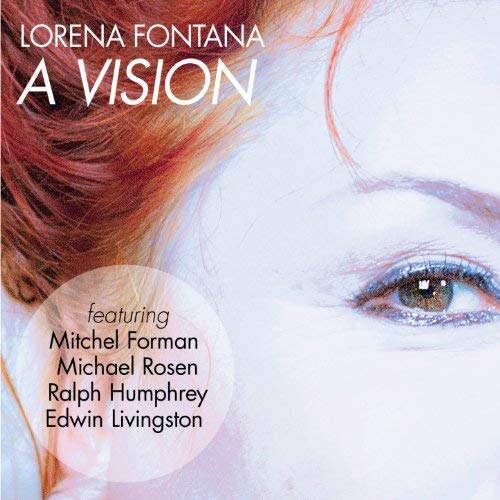 LORENA FONTANA
A VISION
featuring
Mitchel Forman
Michael Rosen
Ralph Humphrey
Edwin Livingston